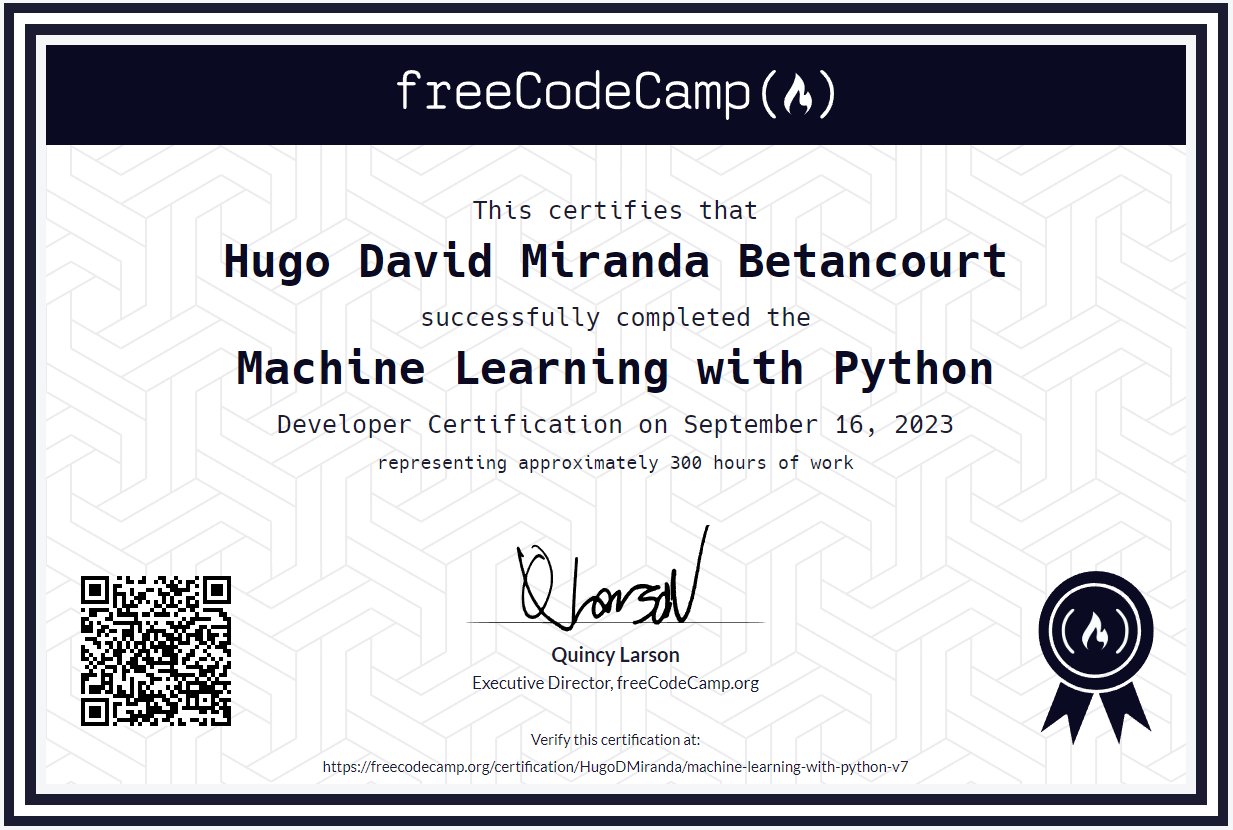 freeCodeCamp
This certifies that
Hugo David Miranda Betancourt
successfully completed the
Machine Learning with Python
Developer Certification on September 16, 2023
representing approximately 300 hours of work
Q Larson
Quincy Larson
Executive Director, freeCodeCamp.org
Verify this certification at:
https://freecodecamp.org/certification/HugoDMiranda/machine-learning-with-python-v7